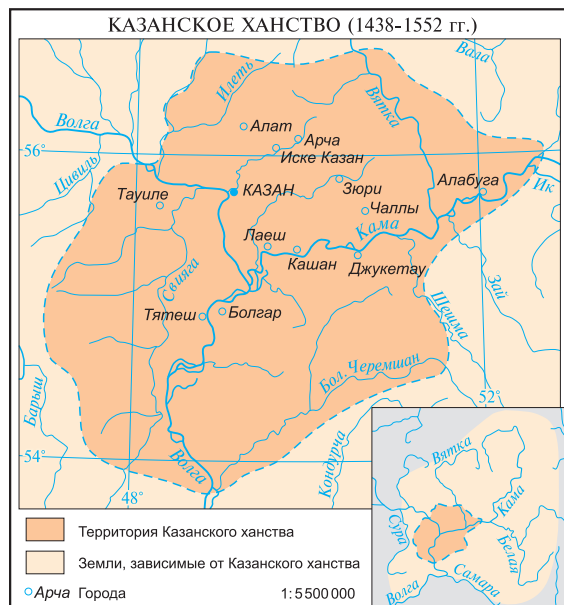 КАЗАНСКОЕ ХАНСТВО (1438-1552 гг.)
Вала
Илеть
Вятка
Волга
Алат
Арча
56°
Иске Казан
Цивиль
Тауиле
КАЗАН
Зюри
Алабуга
Ик
Чаллы
Кама
Лаеш
Кашан
Джукетау
Свияга
Зай
Шешма
Тятеш
Болгар
Бол. Черемшан
Барыш
52°
54°
Волга
Кондурча
48°
Вятка
Кама
Сура
Белая
Самара
Волга
Территория Казанского ханства
Земли, зависимые от Казанского ханства
Арча Города 1:5 500 000